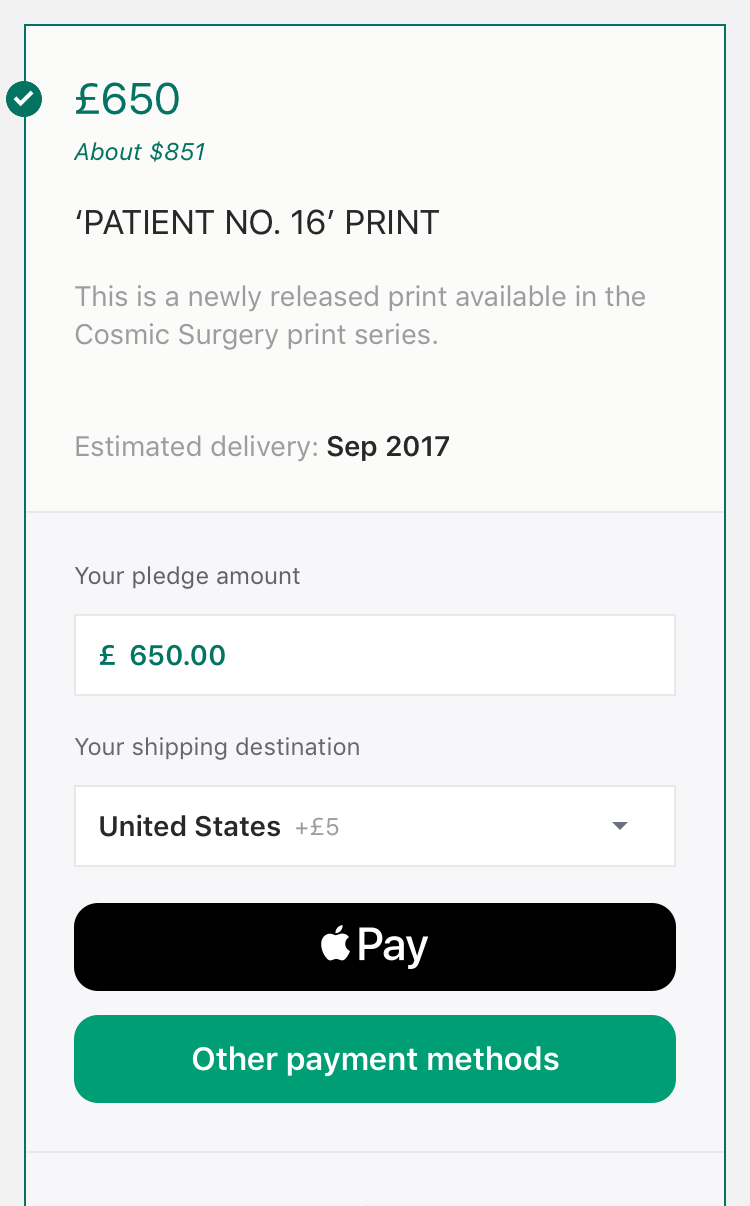 £650
About $851
‘PATIENT NO. 16’ PRINT
This is a newly released print available in the
Cosmic Surgery print series.
Estimated delivery: Sep 2017
Your pledge amount
£ 650.00
Your shipping destination
United States +£5
Pay
Other payment methods